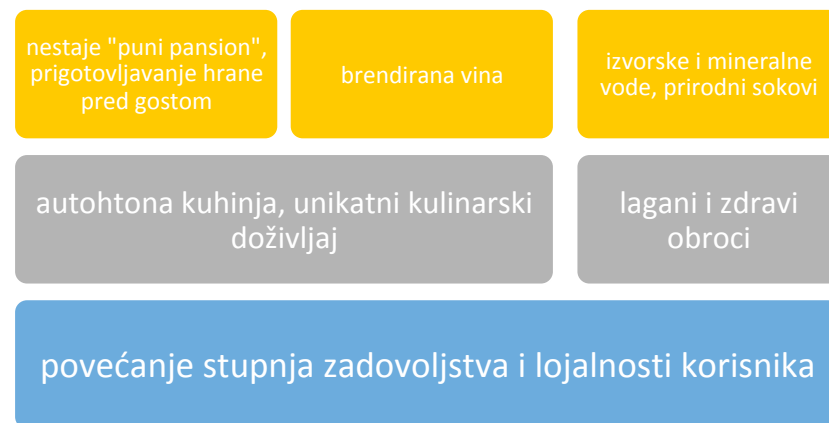 nestaje "puni pansion",
prigotovljavanje hrane
pred gostom
brendirana vina
izvorske i mineralne
vode, prirodni sokovi
autohtona kuhinja, unikatni kulinarski
doživljaj
lagani i zdravi
obroci
povećanje stupnja zadovoljstva i lojalnosti korisnika